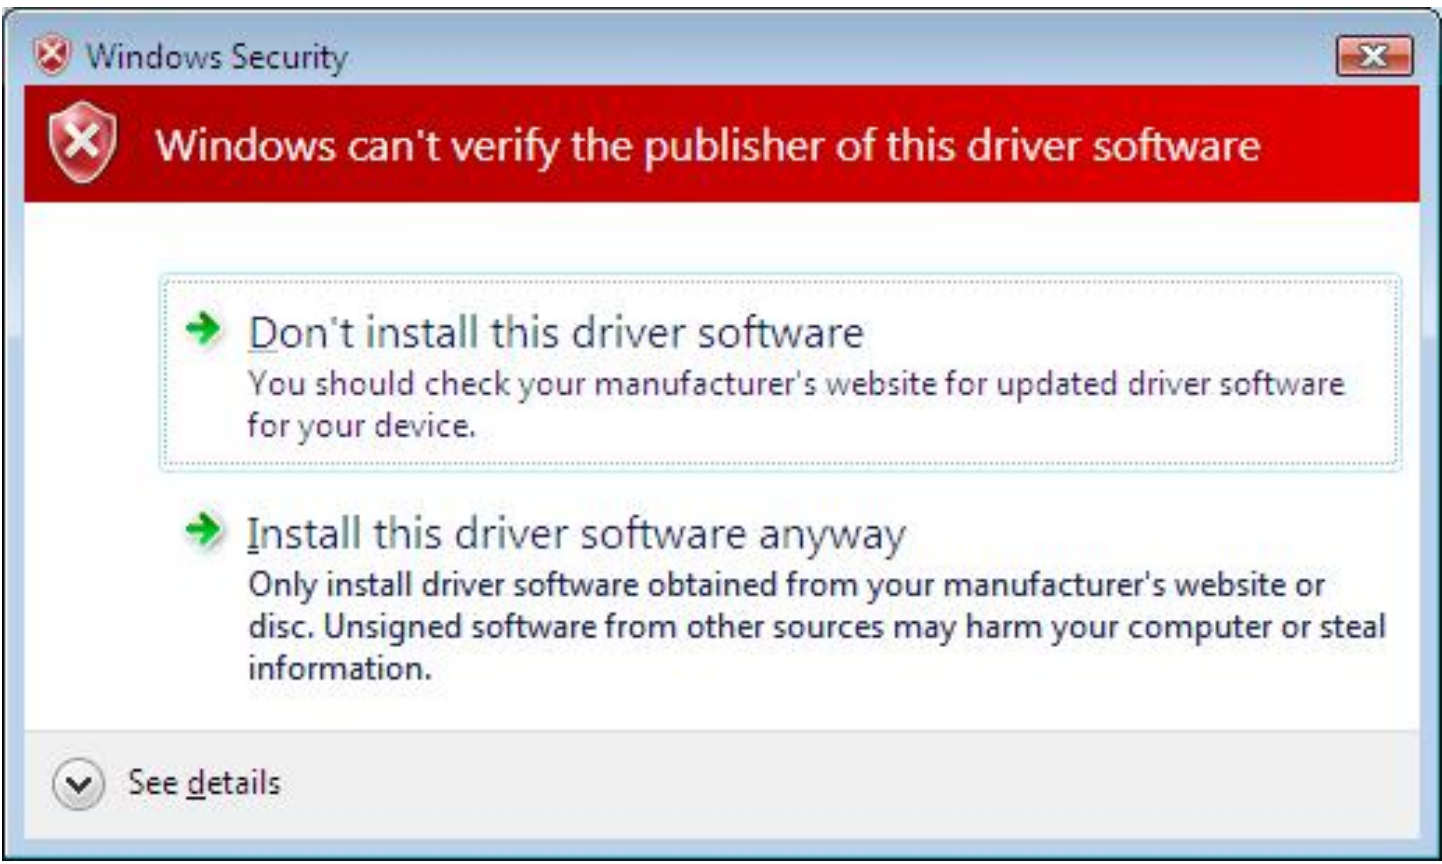 Windows Security
Windows can't verify the publisher of this driver software
Don't install this driver software
You should check your manufacturer's website for updated driver software
for your device.
Install this driver software anyway
Only install driver software obtained from your manufacturer's website or
disc. Unsigned software from other sources may harm your computer or steal
information.
See details